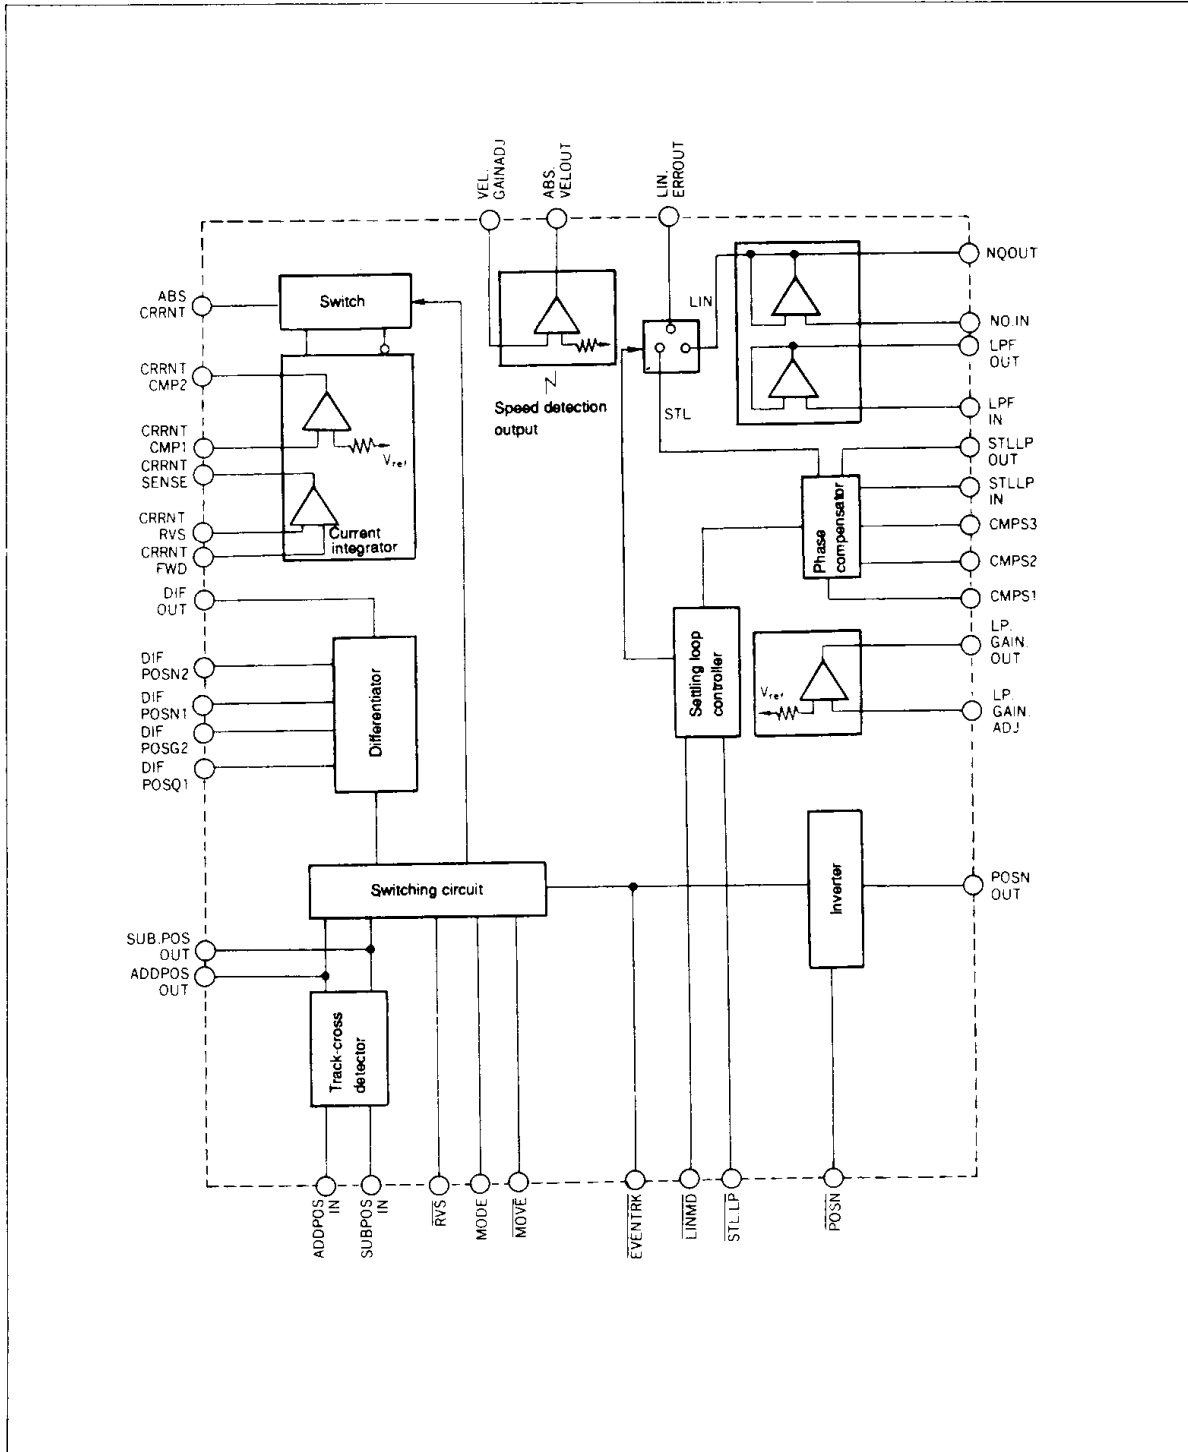 VEL.
GAINADJ
ABS.
VELOUT
LIN.
ERROUT
ABS
CRRNT
CRRNT
CMP2
CRRNT
CMP1
CRRNT
SENSE
CRRNT
RVS
CRRNT
FWD
DIF
OUT
DIF
POSN2
DIF
POSN1
DIF
POSG2
DIF
POSQ1
SUB.POS
OUT
ADDPOS
OUT
Switch
Vref
Current
integrator
Speed detection
output
LIN
STL
Phase
compensator
Settling loop
controller
Vref
Differentiator
Switching circuit
Inverter
Track-cross
detector
NQOUT
NO.IN
LPF
OUT
LPF
IN
STLLP
OUT
STLLP
IN
CMPS3
CMPS2
CMPS1
LP.
GAIN.
OUT
LP.
GAIN.
ADJ
POSN
OUT
ADDPOS
IN
SUBPOS
IN
RVS
MODE
MOVE
EVENTRK
LINMD
STL.LP
POSN